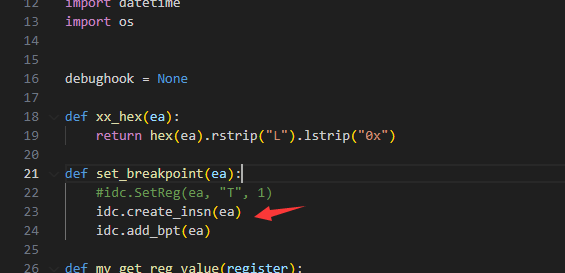 12 import datetime
13 import os
14
15
16 debughook = None
17
18 def xx_hex(ea):
19 return hex(ea).rstrip("L").lstrip("0x")
20
21 def set_breakpoint(ea):
22 #idc.SetReg(ea, "T", 1)
23 idc.create_insn(ea)
24 idc.add_bpt(ea)
25
26 def my_get_reg_value(register):